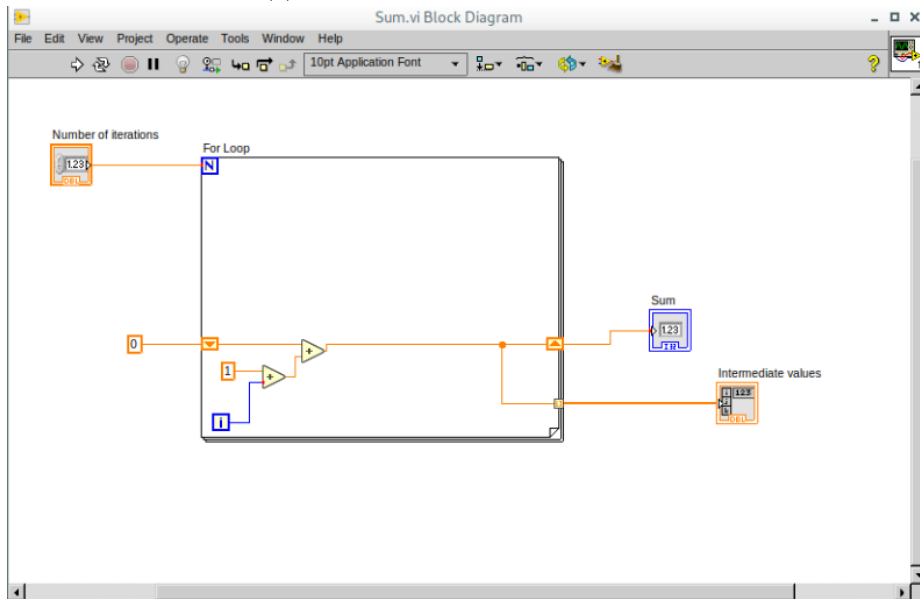 Sum.vi Block Diagram
File Edit View Project Operate Tools Window Help
10pt Application Font
Number of iterations
1.23
DBL
For Loop
N
0
1
i
Sum
1.23
Intermediate values
1.23
DBL